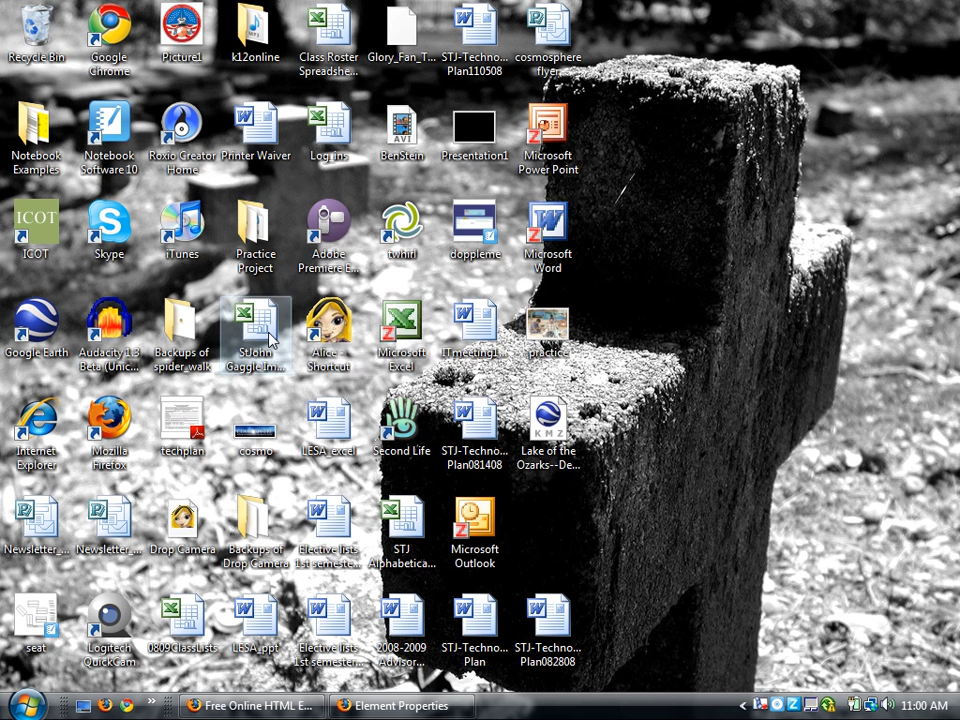 Recycle Bin
Google
Chrome
Picture1
k12online
Class Roster
Spreadshe...
Glory_Fan_T...
STJ-Techno...
Plan110508
cosmosphere
flyer
Notebook
Examples
Notebook
Software 10
Roxio Creator
Home
Printer Waiver
Log_ins
AVI
BenStein
Presentation1
Microsoft
Power Point
ICOT
ICOT
Skype
iTunes
Practice
Project
Adobe
Premiere E...
twhirl
doppleme
Microsoft
Word
Google Earth
Audacity 1.3
Beta (Unic...
Backups of
spider_walk
StJohn
Gaggle Im...
Alice -
Shortcut
Microsoft
Excel
practice
Internet
Explorer
Mozilla
Firefox
techplan
cosmo
LESA_excel
Second Life
STJ-Techno...
Plan081408
KMZ
Lake of the
Ozarks--De...
Newsletter_...
Newsletter_...
Drop Camera
Backups of
Drop Camera
Elective lists
1st semeste...
STJ
Alphabetica...
Microsoft
Outlook
seat
Logitech
QuickCam
0809ClassLists
LESA_ppt
Elective lists
1st semester...
2008-2009
Advisor...
STJ-Techno...
Plan
STJ-Techno...
Plan082808
Free Online HTML E...
Element Properties
11:00 AM